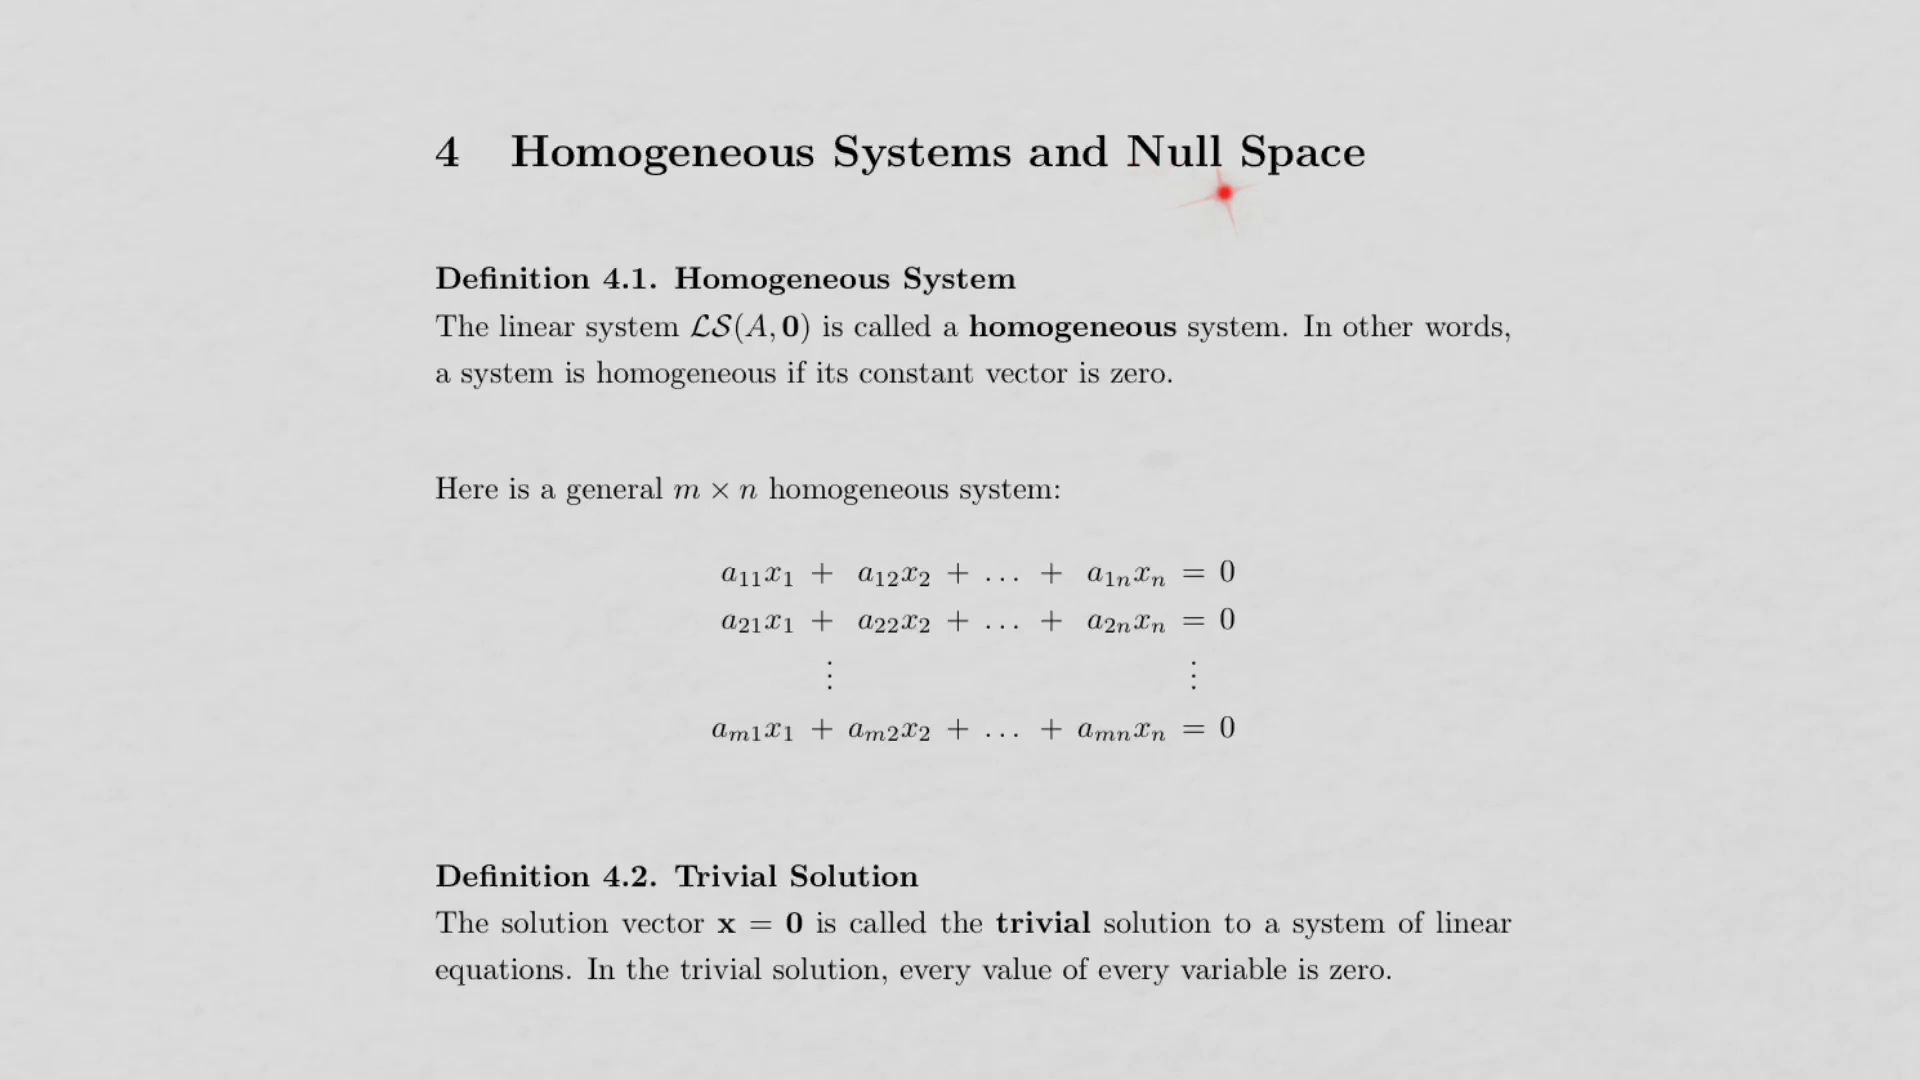 4 Homogeneous Systems and Null Space
Definition 4.1. Homogeneous System
The linear system 𝓛𝓢(A, 𝟎) is called a homogeneous system. In other words,
a system is homogeneous if its constant vector is zero.
Here is a general m × n homogeneous system:
a₁₁x₁ + a₁₂x₂ + … + a₁ₙxₙ = 0
a₂₁x₁ + a₂₂x₂ + … + a₂ₙxₙ = 0
⋮ ⋮
aₘ₁x₁ + aₘ₂x₂ + … + aₘₙxₙ = 0
Definition 4.2. Trivial Solution
The solution vector x = 0 is called the trivial solution to a system of linear
equations. In the trivial solution, every value of every variable is zero.